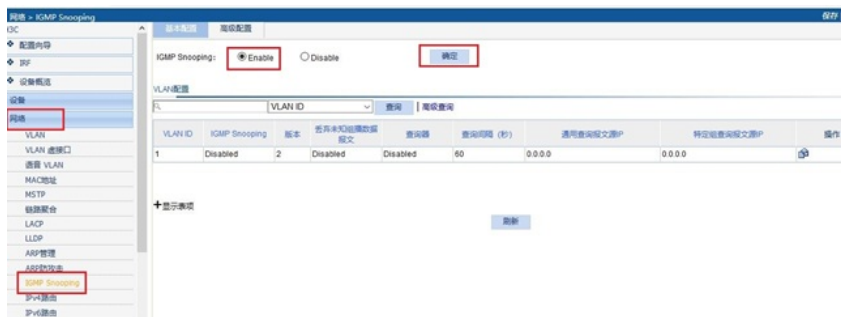 网络 > IGMP Snooping
保存
H3C
配置向导
IRF
设备概览
设备
网络
VLAN
VLAN 虚接口
语音 VLAN
MAC地址
MSTP
链路聚合
LACP
LLDP
ARP管理
ARP防攻击
IGMP Snooping
IPv4路由
IPv6路由
基本配置 高级配置
IGMP Snooping: Enable Disable 确定
VLAN配置
VLAN ID 查询 | 高级查询
VLAN ID IGMP Snooping 版本 丢弃未知组播数据报文 查询器 查询间隔（秒） 通用查询报文源IP 特定组查询报文源IP 操作
1 Disabled 2 Disabled Disabled 60 0.0.0.0 0.0.0.0
+显示表项
刷新